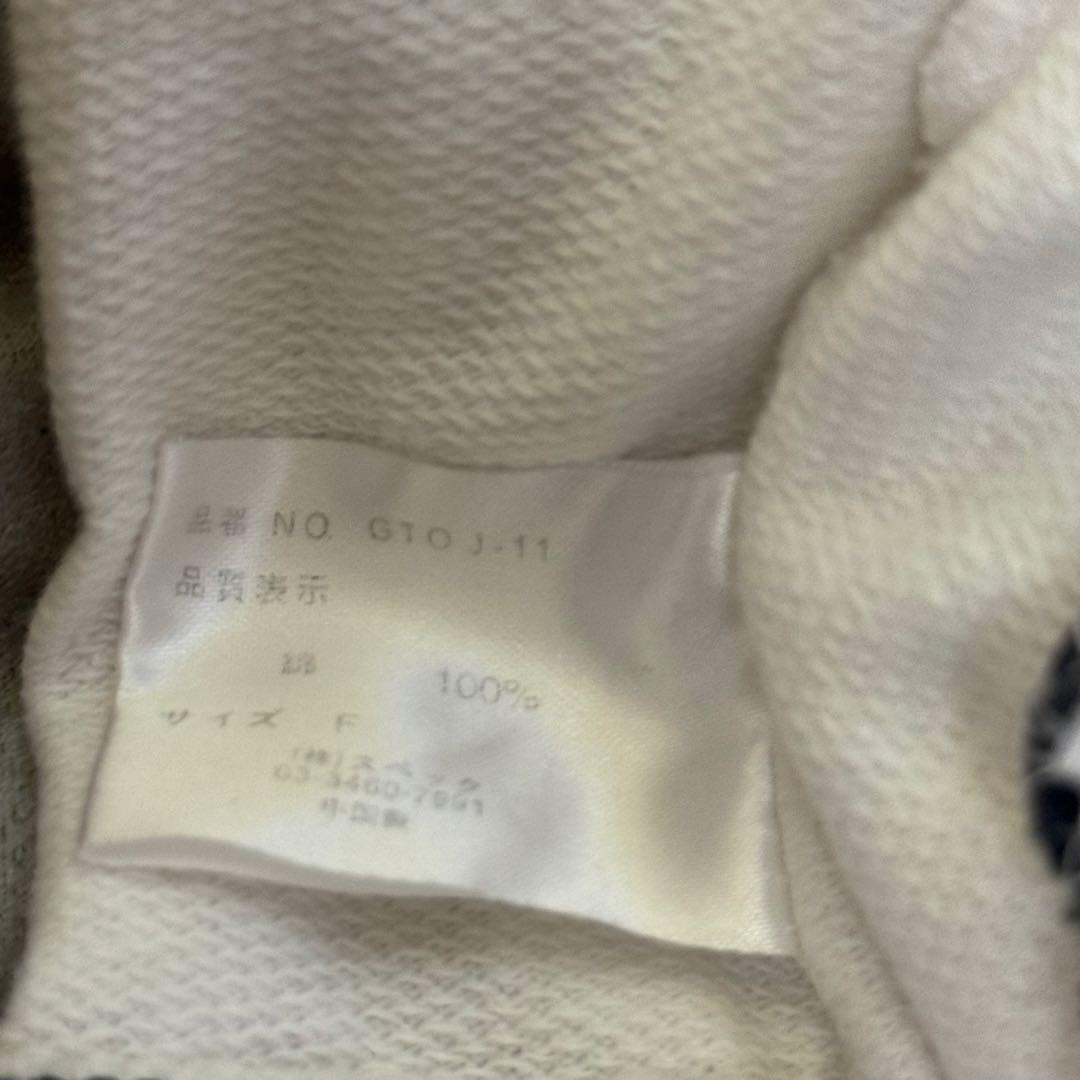 品番 NO. G10J-11
品質表示
綿 100%
サイズ F
(株)スペック
03-3460-7891
中国製